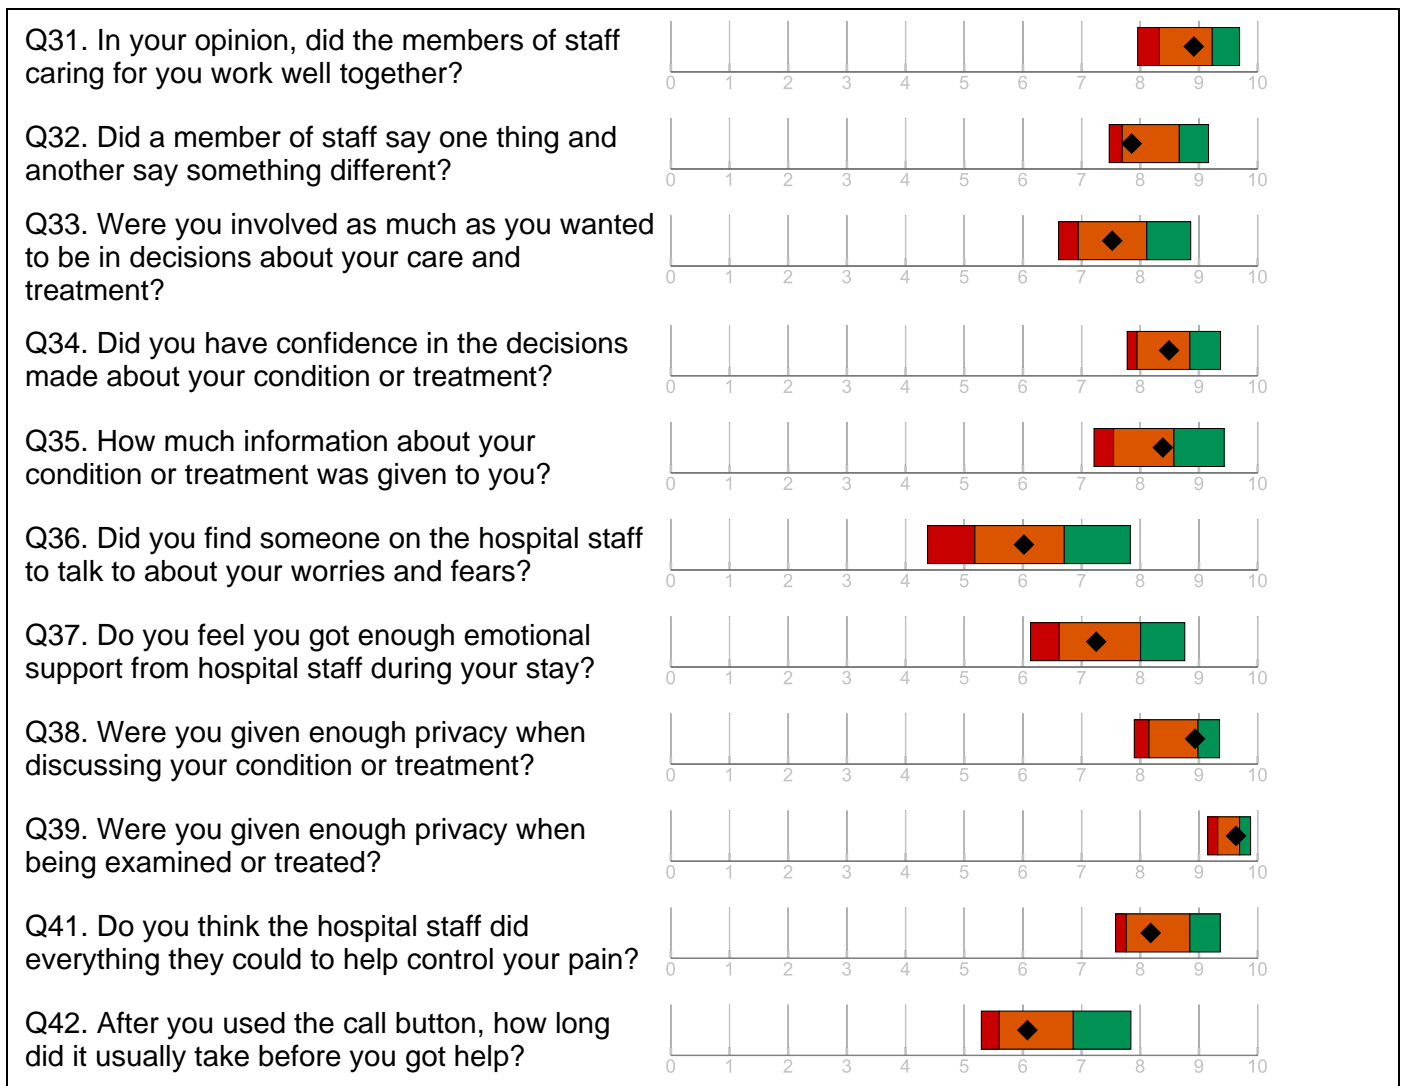 Q31. In your opinion, did the members of staff
caring for you work well together?
0 1 2 3 4 5 6 7 8 9 10
Q32. Did a member of staff say one thing and
another say something different?
0 1 2 3 4 5 6 7 8 9 10
Q33. Were you involved as much as you wanted
to be in decisions about your care and
treatment?
0 1 2 3 4 5 6 7 8 9 10
Q34. Did you have confidence in the decisions
made about your condition or treatment?
0 1 2 3 4 5 6 7 8 9 10
Q35. How much information about your
condition or treatment was given to you?
0 1 2 3 4 5 6 7 8 9 10
Q36. Did you find someone on the hospital staff
to talk to about your worries and fears?
0 1 2 3 4 5 6 7 8 9 10
Q37. Do you feel you got enough emotional
support from hospital staff during your stay?
0 1 2 3 4 5 6 7 8 9 10
Q38. Were you given enough privacy when
discussing your condition or treatment?
0 1 2 3 4 5 6 7 8 9 10
Q39. Were you given enough privacy when
being examined or treated?
0 1 2 3 4 5 6 7 8 9 10
Q41. Do you think the hospital staff did
everything they could to help control your pain?
0 1 2 3 4 5 6 7 8 9 10
Q42. After you used the call button, how long
did it usually take before you got help?
0 1 2 3 4 5 6 7 8 9 10